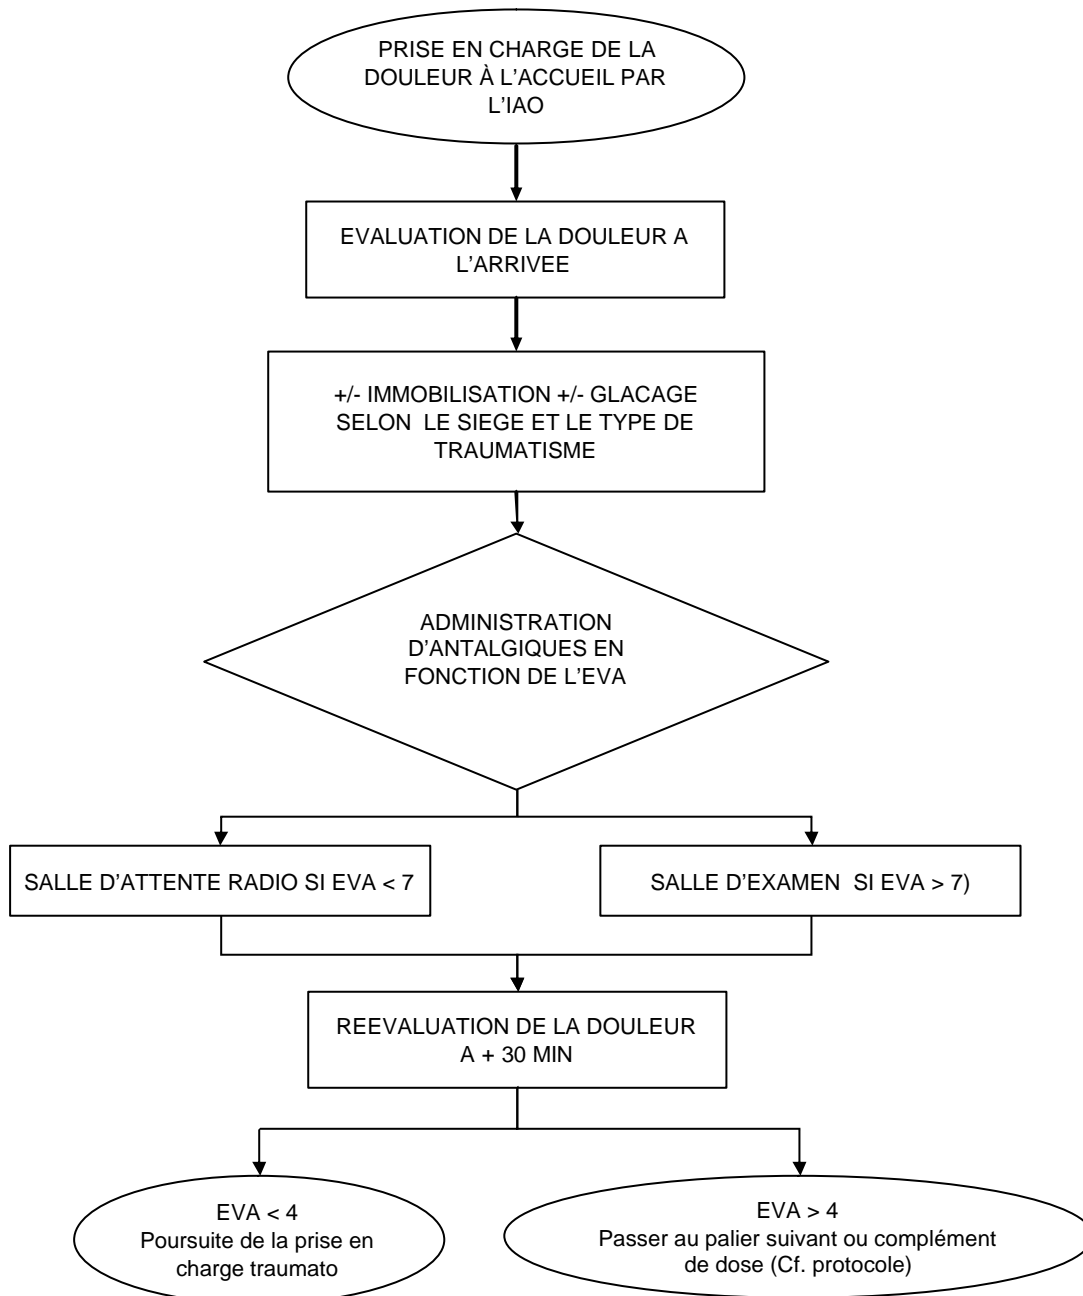 PRISE EN CHARGE DE LA
DOULEUR À L'ACCUEIL PAR
L'IAO
EVALUATION DE LA DOULEUR A
L'ARRIVEE
+/- IMMOBILISATION +/- GLACAGE
SELON  LE SIEGE ET LE TYPE DE
TRAUMATISME
ADMINISTRATION
D'ANTALGIQUES EN
FONCTION DE L'EVA
SALLE D'ATTENTE RADIO SI EVA < 7
SALLE D'EXAMEN  SI EVA > 7)
REEVALUATION DE LA DOULEUR
A + 30 MIN
EVA < 4
Poursuite de la prise en
charge traumato
EVA > 4
Passer au palier suivant ou complément
de dose (Cf. protocole)